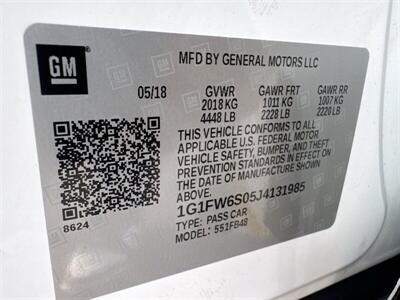 GM
MFD BY GENERAL MOTORS LLC
05/18 GVWR GAWR FRT GAWR RR
2018 KG 1011 KG 1007 KG
4448 LB 2228 LB 2220 LB
THIS VEHICLE CONFORMS TO ALL
APPLICABLE U.S. FEDERAL MOTOR
VEHICLE SAFETY, BUMPER, AND THEFT
PREVENTION STANDARDS IN EFFECT ON
THE DATE OF MANUFACTURE SHOWN ABOVE.
1G1FW6S05J4131985
8624
TYPE: PASS CAR
MODEL: 551FB48